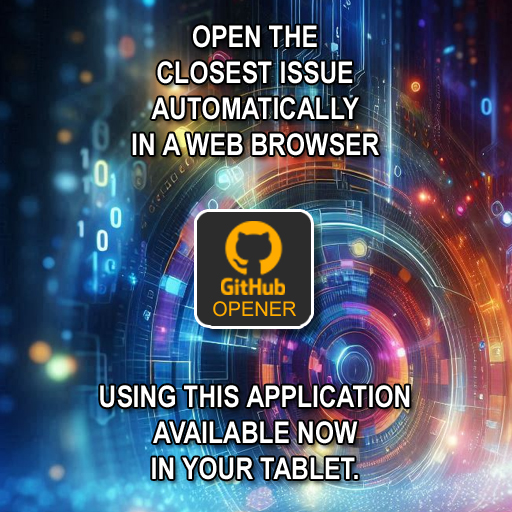 OPEN THE
CLOSEST ISSUE
AUTOMATICALLY
IN A WEB BROWSER
GitHub
OPENER
USING THIS APPLICATION
AVAILABLE NOW
IN YOUR TABLET.